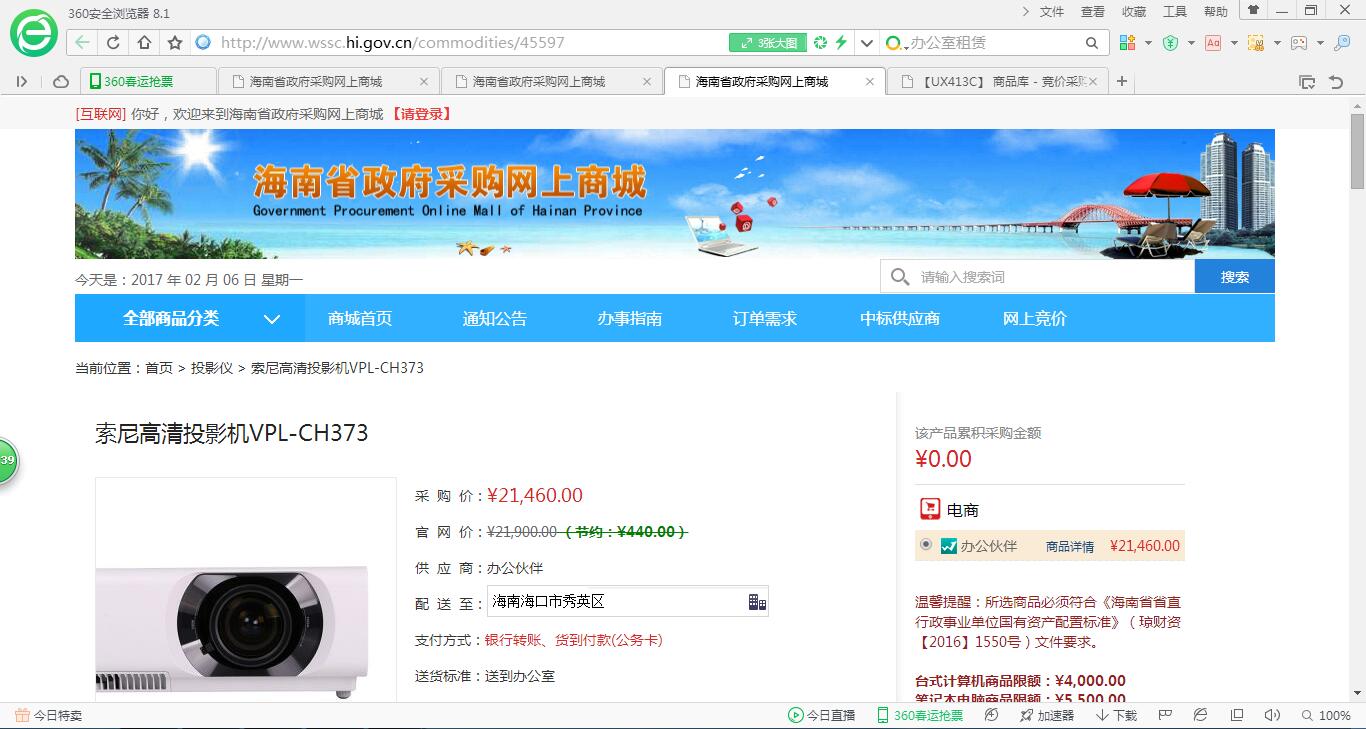 360安全浏览器 8.1
文件 查看 收藏 工具 帮助
http://www.wssc.hi.gov.cn/commodities/45597
3张大图
办公室租赁
360春运抢票
海南省政府采购网上商城
海南省政府采购网上商城
海南省政府采购网上商城
【UX413C】 商品库 - 竞价采购
[互联网] 你好，欢迎来到海南省政府采购网上商城 【请登录】
海南省政府采购网上商城
Government Procurement Online Mall of Hainan Province
今天是：2017 年 02 月 06 日 星期一
请输入搜索词
搜索
全部商品分类 商城首页 通知公告 办事指南 订单需求 中标供应商 网上竞价
当前位置：首页 > 投影仪 > 索尼高清投影机VPL-CH373
索尼高清投影机VPL-CH373
采 购 价：¥21,460.00
官 网 价：¥21,900.00（节约：¥440.00）
供 应 商：办公伙伴
配 送 至：海南海口市秀英区
支付方式：银行转账、货到付款(公务卡)
送货标准：送到办公室
该产品累积采购金额
¥0.00
电商
办公伙伴 商品详情 ¥21,460.00
温馨提醒：所选商品必须符合《海南省省直
行政事业单位国有资产配置标准》（琼财资
【2016】1550号）文件要求。
台式计算机商品限额：¥4,000.00
笔记本电脑商品限额：¥5,500.00
39
今日特卖
今日直播 360春运抢票 加速器 下载 100%